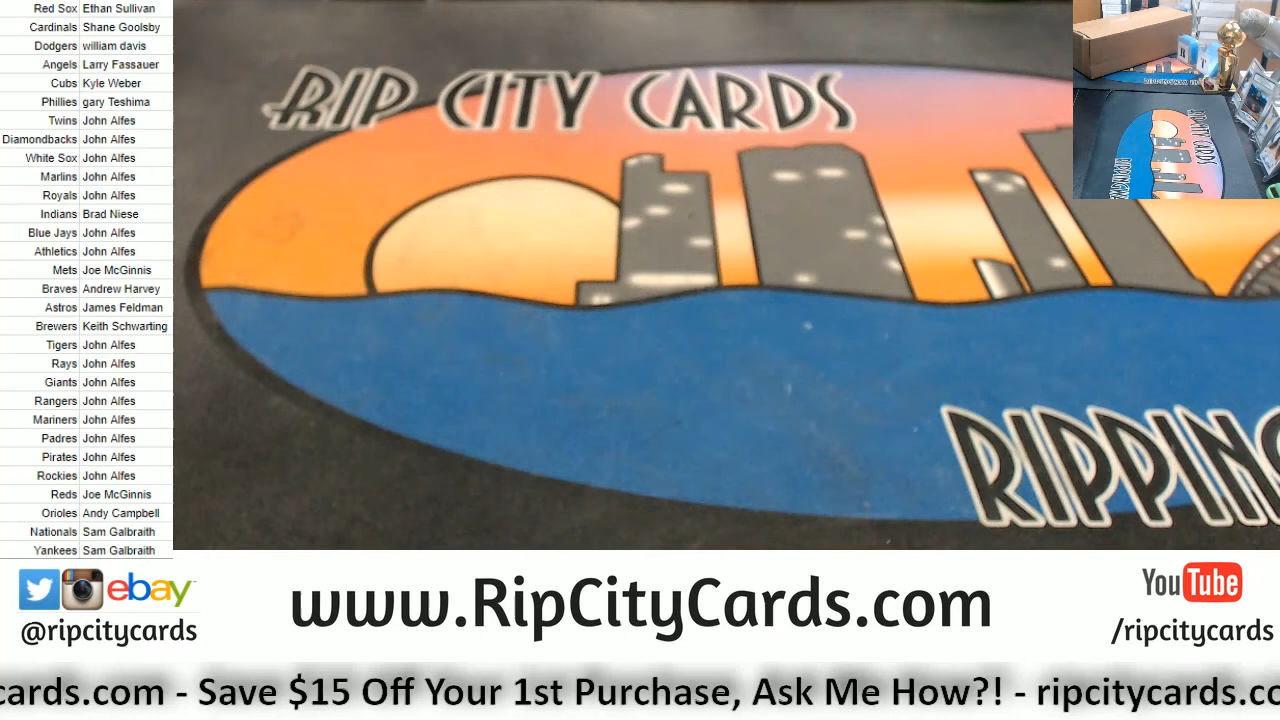 Red Sox Ethan Sullivan
Cardinals Shane Goolsby
Dodgers william davis
Angels Larry Fassauer
Cubs Kyle Weber
Phillies gary Teshima
Twins John Alfes
Diamondbacks John Alfes
White Sox John Alfes
Marlins John Alfes
Royals John Alfes
Indians Brad Niese
Blue Jays John Alfes
Athletics John Alfes
Mets Joe McGinnis
Braves Andrew Harvey
Astros James Feldman
Brewers Keith Schwarting
Tigers John Alfes
Rays John Alfes
Giants John Alfes
Rangers John Alfes
Mariners John Alfes
Padres John Alfes
Pirates John Alfes
Rockies John Alfes
Reds Joe McGinnis
Orioles Andy Campbell
Nationals Sam Galbraith
Yankees Sam Galbraith
RIP CITY CARDS
RIPPING
RIP CITY CARDS
ebay
@ripcitycards
www.RipCityCards.com
YouTube
/ripcitycards
cards.com - Save $15 Off Your 1st Purchase, Ask Me How?! - ripcitycards.co